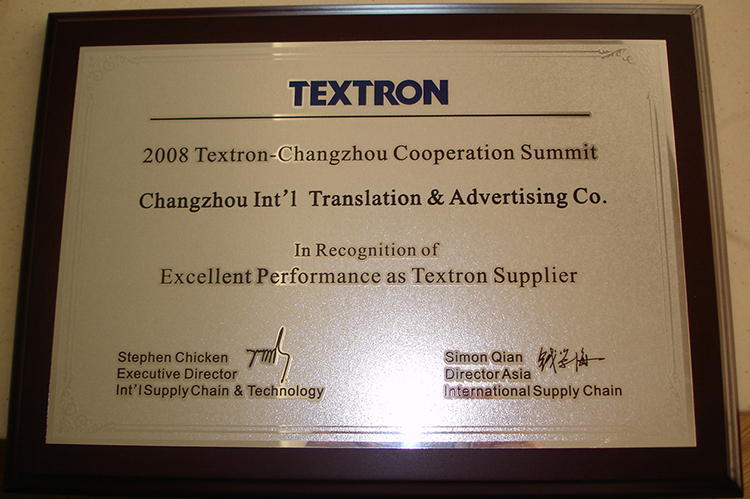 TEXTRON
2008 Textron-Changzhou Cooperation Summit
Changzhou Int'l Translation & Advertising Co.
In Recognition of
Excellent Performance as Textron Supplier
Stephen Chicken
Executive Director
Int'l Supply Chain & Technology
Simon Qian
Director Asia
International Supply Chain